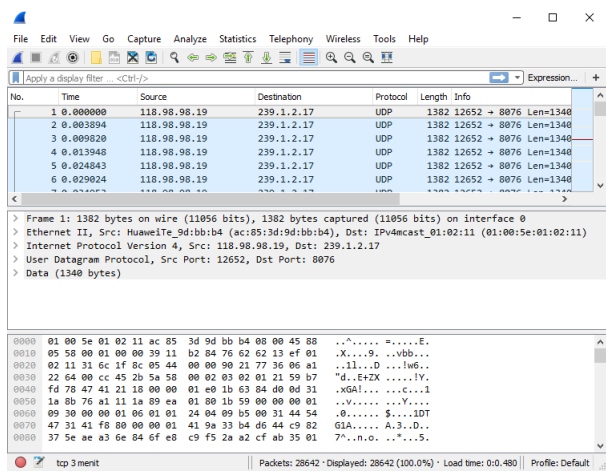 File Edit View Go Capture Analyze Statistics Telephony Wireless Tools Help
Apply a display filter ... <Ctrl-/>
Expression... +
No. Time Source Destination Protocol Length Info
1 0.000000 118.98.98.19 239.1.2.17 UDP 1382 12652 → 8076 Len=1340
2 0.003894 118.98.98.19 239.1.2.17 UDP 1382 12652 → 8076 Len=1340
3 0.009820 118.98.98.19 239.1.2.17 UDP 1382 12652 → 8076 Len=1340
4 0.013948 118.98.98.19 239.1.2.17 UDP 1382 12652 → 8076 Len=1340
5 0.024843 118.98.98.19 239.1.2.17 UDP 1382 12652 → 8076 Len=1340
6 0.029024 118.98.98.19 239.1.2.17 UDP 1382 12652 → 8076 Len=1340
> Frame 1: 1382 bytes on wire (11056 bits), 1382 bytes captured (11056 bits) on interface 0
> Ethernet II, Src: HuaweiTe_9d:bb:b4 (ac:85:3d:9d:bb:b4), Dst: IPv4mcast_01:02:11 (01:00:5e:01:02:11)
> Internet Protocol Version 4, Src: 118.98.98.19, Dst: 239.1.2.17
> User Datagram Protocol, Src Port: 12652, Dst Port: 8076
> Data (1340 bytes)
0000 01 00 5e 01 02 11 ac 85 3d 9d bb b4 08 00 45 88 ..^..... =.....E.
0010 05 58 00 01 00 00 39 11 b2 84 76 62 62 13 ef 01 .X....9. ..vbb...
0020 02 11 31 6c 1f 8c 05 44 00 00 90 21 77 36 06 a1 ..1l...D ...!w6..
0030 22 64 00 cc 45 2b 5a 58 00 02 03 02 01 21 59 b7 "d..E+ZX .....!Y.
0040 fd 78 47 41 21 18 00 00 01 e0 1b 63 84 d0 0d 31 .xGA!... ...c...1
0050 1a 8b 76 a1 11 1a 89 ea 01 80 1b 59 00 00 00 01 ..v..... ...Y....
0060 09 30 00 00 01 06 01 01 24 04 09 b5 00 31 44 54 .0...... $....1DT
0070 47 31 41 f8 80 00 00 01 41 9a 33 b4 d6 44 c9 82 G1A..... A.3..D..
0080 37 5e ae a3 6e 84 6f e8 c9 f5 2a a2 cf ab 35 01 7^..n.o. ..*...5.
tcp 3 menit Packets: 28642 · Displayed: 28642 (100.0%) · Load time: 0:0.480 Profile: Default